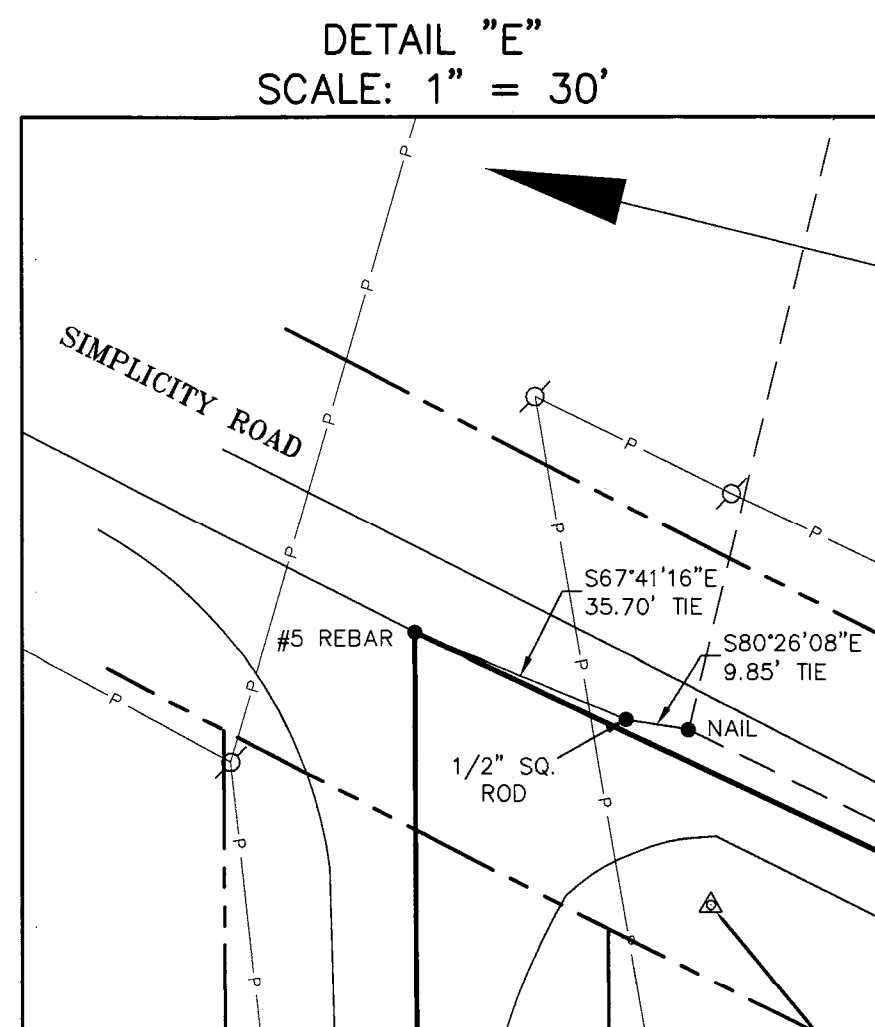 DETAIL "E"
SCALE: 1" = 30'
P
P
P
SIMPLICITY ROAD
P
P
P
P
P
S67°41'16"E
35.70' TIE
#5 REBAR
S80°26'08"E
9.85' TIE
P
P
P
NAIL
1/2" SQ.
ROD
P
P
P
P